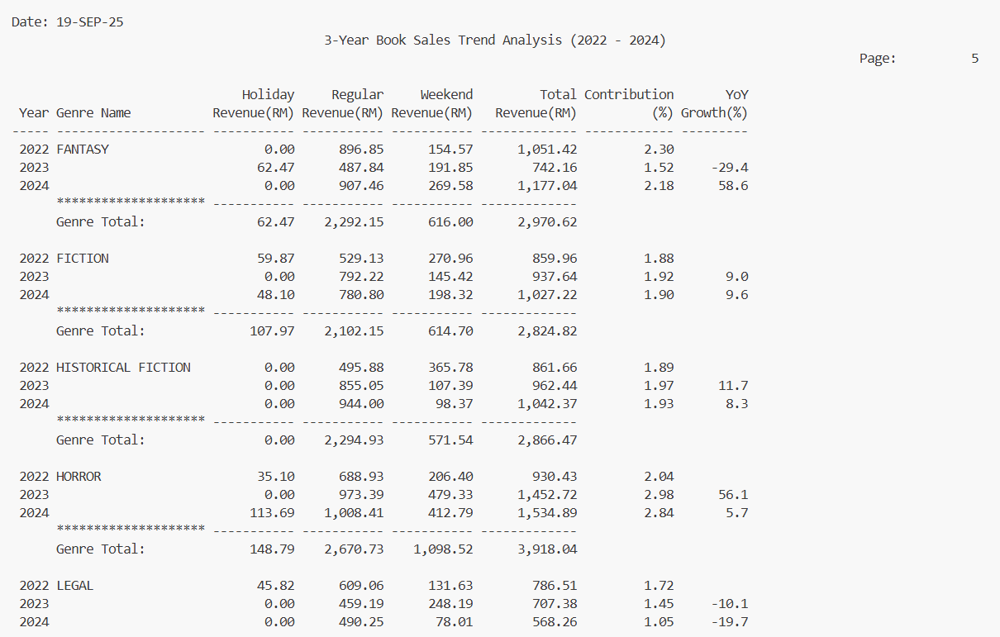 Date: 19-SEP-25
3-Year Book Sales Trend Analysis (2022 - 2024)
Page: 5
Holiday Regular Weekend Total Contribution YoY
Year Genre Name Revenue(RM) Revenue(RM) Revenue(RM) Revenue(RM) (%) Growth(%)
----- -------------------- ----------- ----------- ----------- ------------- ------------ ---------
2022 FANTASY 0.00 896.85 154.57 1,051.42 2.30
2023 62.47 487.84 191.85 742.16 1.52 -29.4
2024 0.00 907.46 269.58 1,177.04 2.18 58.6
******************** ----------- ----------- ----------- -------------
Genre Total: 62.47 2,292.15 616.00 2,970.62
2022 FICTION 59.87 529.13 270.96 859.96 1.88
2023 0.00 792.22 145.42 937.64 1.92 9.0
2024 48.10 780.80 198.32 1,027.22 1.90 9.6
******************** ----------- ----------- ----------- -------------
Genre Total: 107.97 2,102.15 614.70 2,824.82
2022 HISTORICAL FICTION 0.00 495.88 365.78 861.66 1.89
2023 0.00 855.05 107.39 962.44 1.97 11.7
2024 0.00 944.00 98.37 1,042.37 1.93 8.3
******************** ----------- ----------- ----------- -------------
Genre Total: 0.00 2,294.93 571.54 2,866.47
2022 HORROR 35.10 688.93 206.40 930.43 2.04
2023 0.00 973.39 479.33 1,452.72 2.98 56.1
2024 113.69 1,008.41 412.79 1,534.89 2.84 5.7
******************** ----------- ----------- ----------- -------------
Genre Total: 148.79 2,670.73 1,098.52 3,918.04
2022 LEGAL 45.82 609.06 131.63 786.51 1.72
2023 0.00 459.19 248.19 707.38 1.45 -10.1
2024 0.00 490.25 78.01 568.26 1.05 -19.7